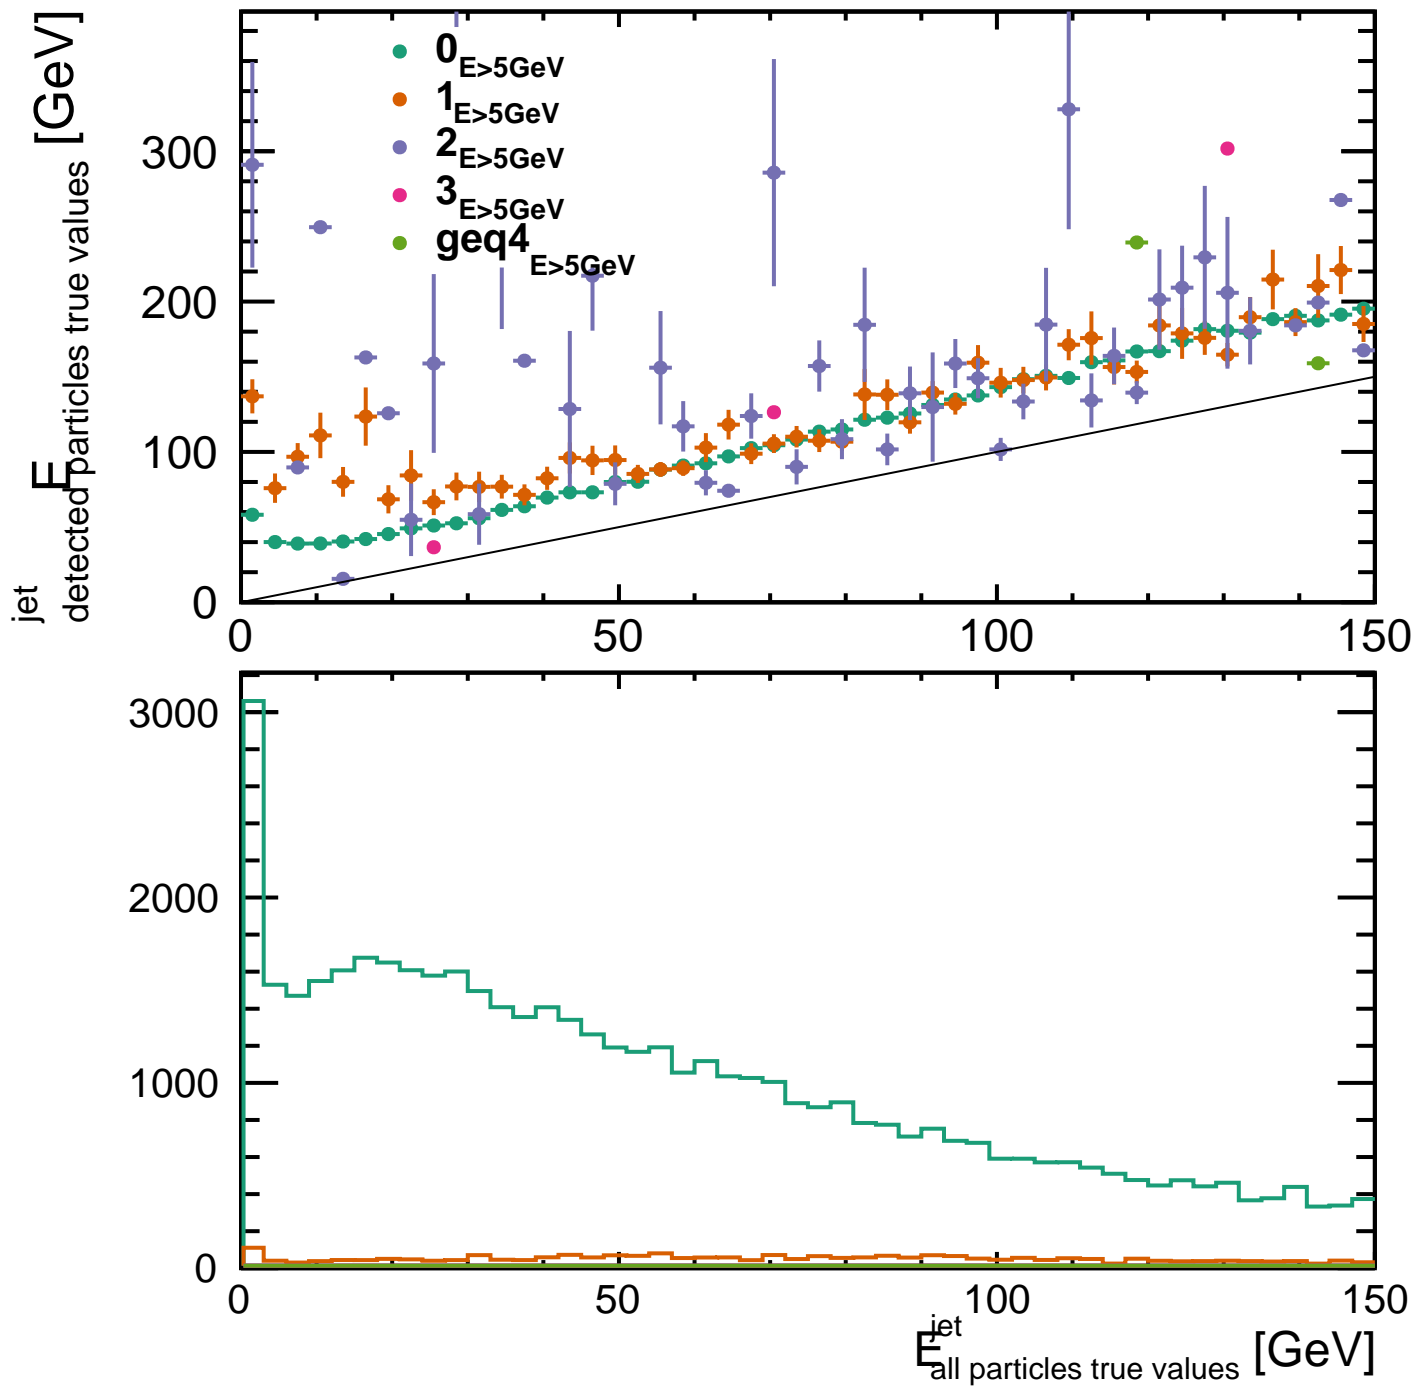 E^jet_detected particles true values [GeV]
0_E>5GeV
1_E>5GeV
2_E>5GeV
3_E>5GeV
geq4_E>5GeV
300
200
100
0
0 50 100 150
3000
2000
1000
0
0 50 100 150
E^jet_all particles true values [GeV]